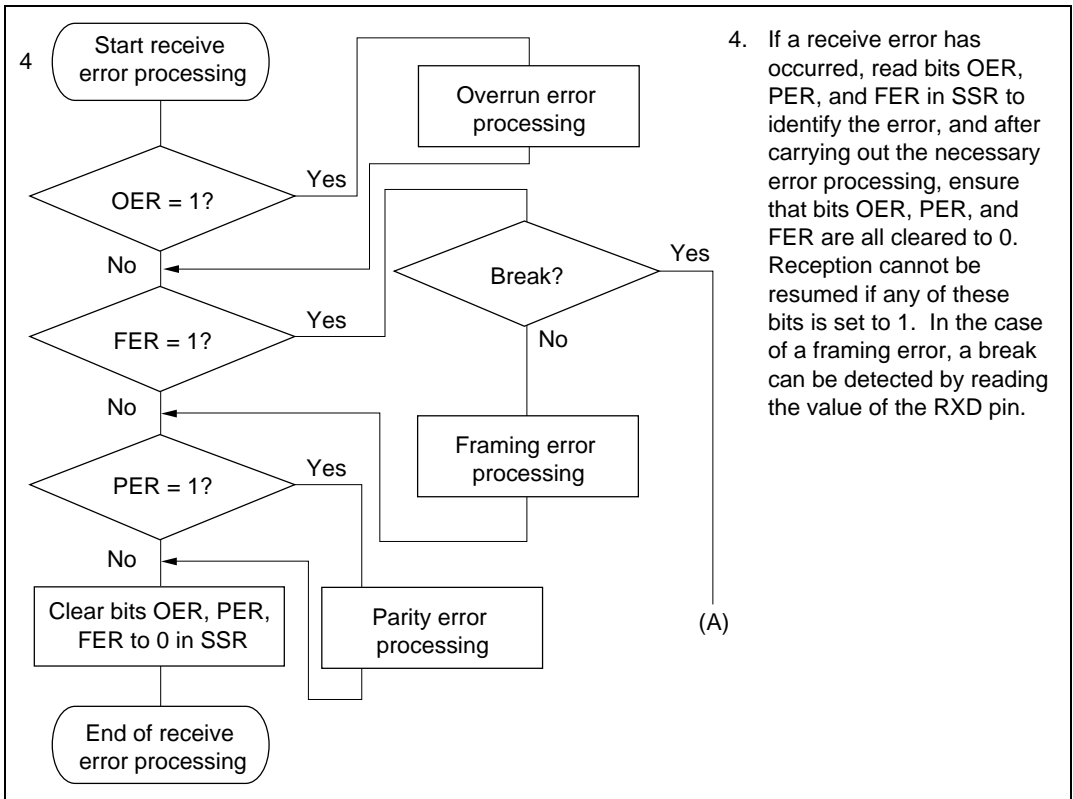 4
Start receive
error processing
Overrun error
processing
Yes
OER = 1?
No
Yes
Break?
Yes
FER = 1?
No
No
Framing error
processing
Yes
PER = 1?
No
Clear bits OER, PER,
FER to 0 in SSR
Parity error
processing
(A)
End of receive
error processing
4. If a receive error has
occurred, read bits OER,
PER, and FER in SSR to
identify the error, and after
carrying out the necessary
error processing, ensure
that bits OER, PER, and
FER are all cleared to 0.
Reception cannot be
resumed if any of these
bits is set to 1. In the case
of a framing error, a break
can be detected by reading
the value of the RXD pin.